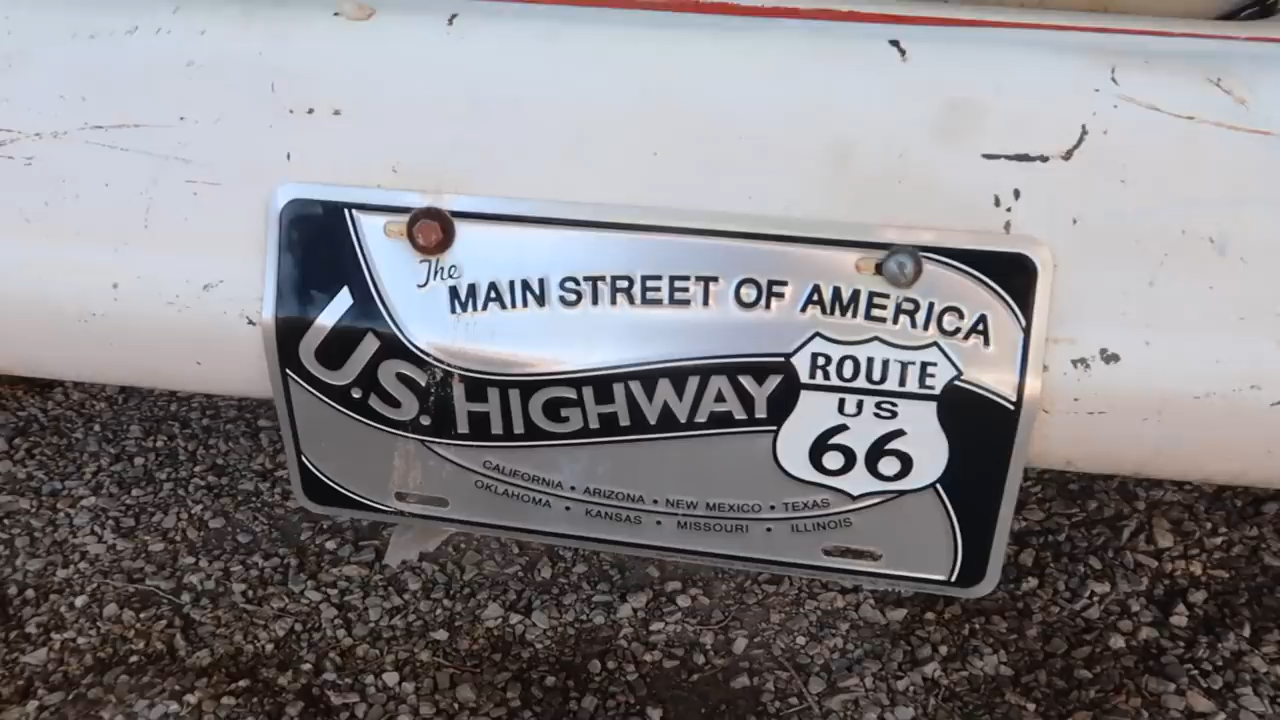 The
MAIN STREET OF AMERICA
U.S. HIGHWAY
ROUTE
US
66
CALIFORNIA • ARIZONA • NEW MEXICO • TEXAS
OKLAHOMA • KANSAS • MISSOURI • ILLINOIS